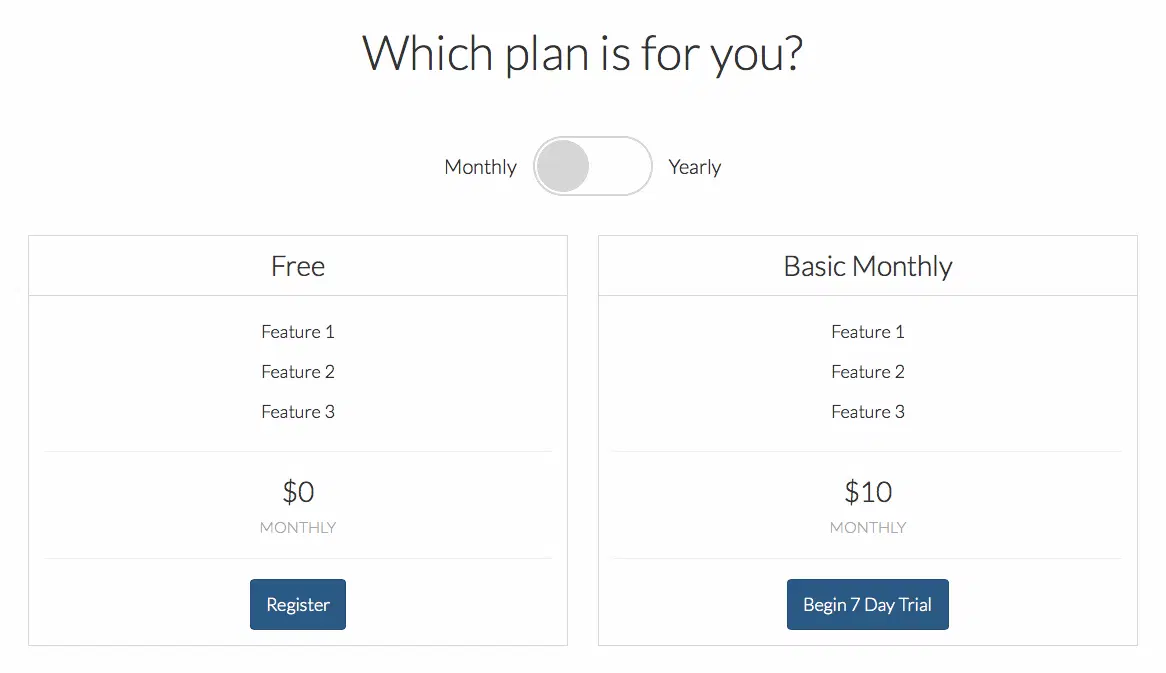 Which plan is for you?
Monthly Yearly
Free
Feature 1
Feature 2
Feature 3
$0
MONTHLY
Register
Basic Monthly
Feature 1
Feature 2
Feature 3
$10
MONTHLY
Begin 7 Day Trial